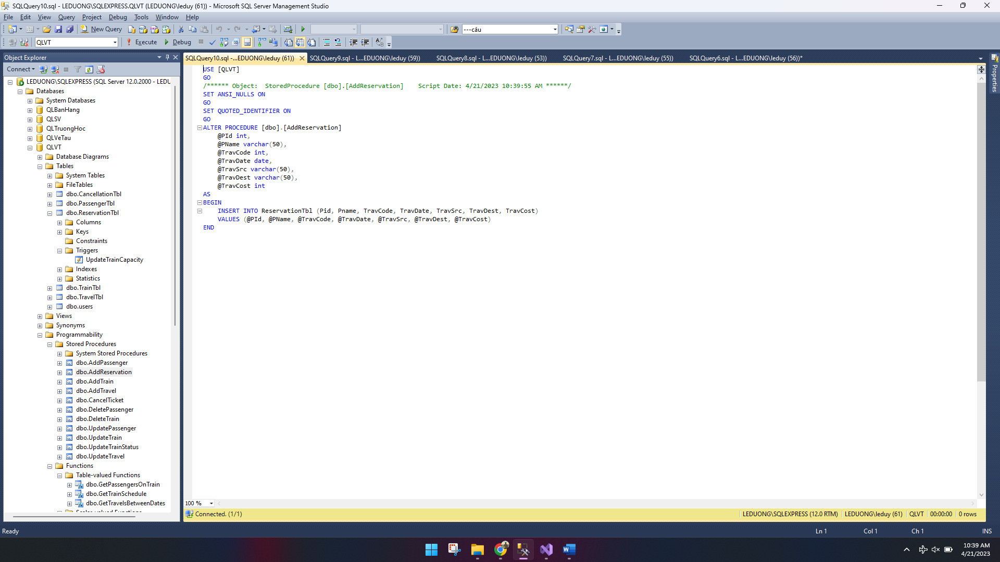 SQLQuery10.sql - LEDUONG\SQLEXPRESS.QLVT (LEDUONG\leduy (61)) - Microsoft SQL Server Management Studio
File Edit View Query Project Debug Tools Window Help
New Query ---câu
QLVT Execute Debug
Object Explorer
Connect
LEDUONG\SQLEXPRESS (SQL Server 12.0.2000 - LEDU
Databases
System Databases
QLBanHang
QLSV
QLTruongHoc
QLVeTau
QLVT
Database Diagrams
Tables
System Tables
FileTables
dbo.CancellationTbl
dbo.PassengerTbl
dbo.ReservationTbl
Columns
Keys
Constraints
Triggers
UpdateTrainCapacity
Indexes
Statistics
dbo.TrainTbl
dbo.TravelTbl
dbo.users
Views
Synonyms
Programmability
Stored Procedures
System Stored Procedures
dbo.AddPassenger
dbo.AddReservation
dbo.AddTrain
dbo.AddTravel
dbo.CancelTicket
dbo.DeletePassenger
dbo.DeleteTrain
dbo.UpdatePassenger
dbo.UpdateTrain
dbo.UpdateTrainStatus
dbo.UpdateTravel
Functions
Table-valued Functions
dbo.GetPassengersOnTrain
dbo.GetTrainSchedule
dbo.GetTravelsBetweenDates
SQLQuery10.sql -...EDUONG\leduy (61)) SQLQuery9.sql - L...EDUONG\leduy (59)) SQLQuery8.sql - L...EDUONG\leduy (53)) SQLQuery7.sql - L...EDUONG\leduy (55)) SQLQuery6.sql - L...EDUONG\leduy (56))*
USE [QLVT]
GO
/****** Object:  StoredProcedure [dbo].[AddReservation]    Script Date: 4/21/2023 10:39:55 AM ******/
SET ANSI_NULLS ON
GO
SET QUOTED_IDENTIFIER ON
GO
ALTER PROCEDURE [dbo].[AddReservation]
@PId int,
@PName varchar(50),
@TravCode int,
@TravDate date,
@TravSrc varchar(50),
@TravDest varchar(50),
@TravCost int
AS
BEGIN
INSERT INTO ReservationTbl (Pid, Pname, TravCode, TravDate, TravSrc, TravDest, TravCost)
VALUES (@PId, @PName, @TravCode, @TravDate, @TravSrc, @TravDest, @TravCost)
END
100 %
Connected. (1/1) LEDUONG\SQLEXPRESS (12.0 RTM) LEDUONG\leduy (61) QLVT 00:00:00 0 rows
Properties
Ready Ln 1 Col 1 Ch 1 INS
10:39 AM
4/21/2023